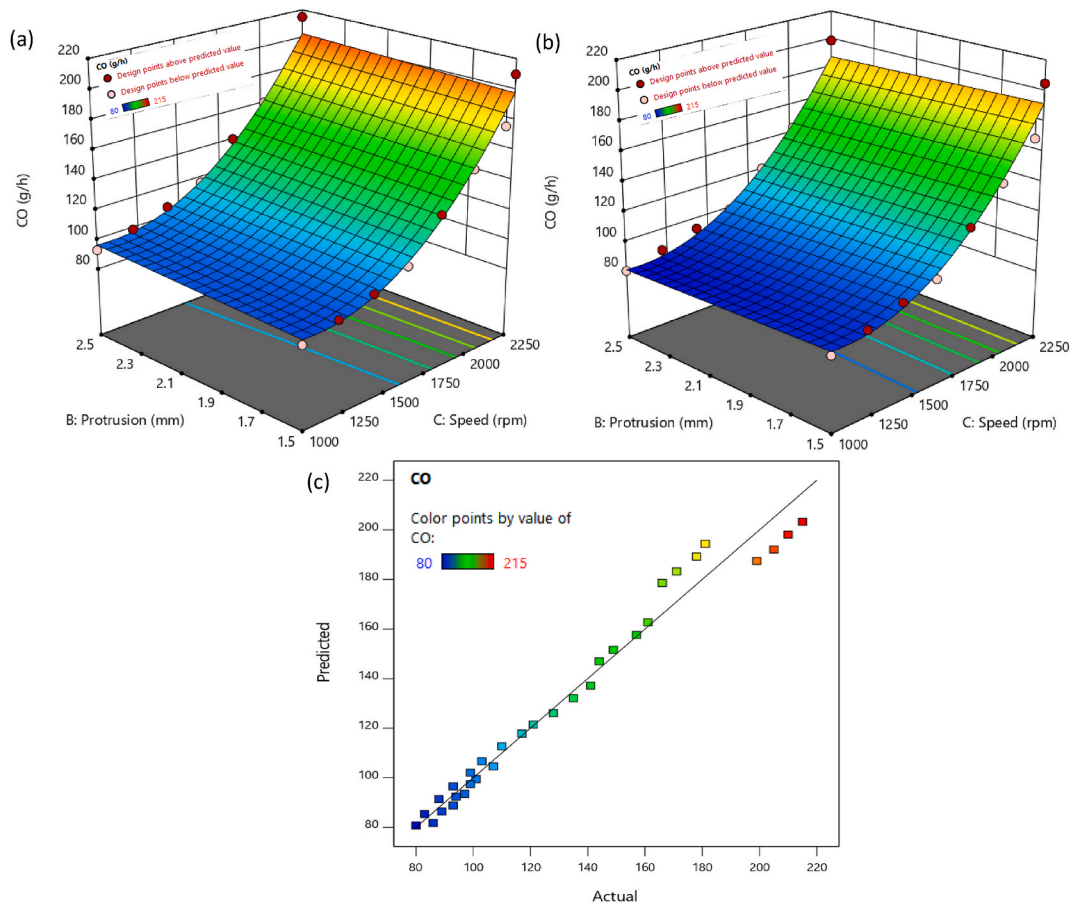 (a)
CO (g/h)
Design points above predicted value
Design points below predicted value
80 215
CO (g/h)
220
200
180
160
140
120
100
80
2.5
2.3
2.1
1.9
1.7
1.5
B: Protrusion (mm)
1000
1250
1500
1750
2000
2250
C: Speed (rpm)
(b)
CO (g/h)
Design points above predicted value
Design points below predicted value
80 215
CO (g/h)
220
200
180
160
140
120
100
80
2.5
2.3
2.1
1.9
1.7
1.5
B: Protrusion (mm)
1000
1250
1500
1750
2000
2250
C: Speed (rpm)
(c)
CO
Color points by value of
CO:
80 215
Predicted
220
200
180
160
140
120
100
80
80 100 120 140 160 180 200 220
Actual